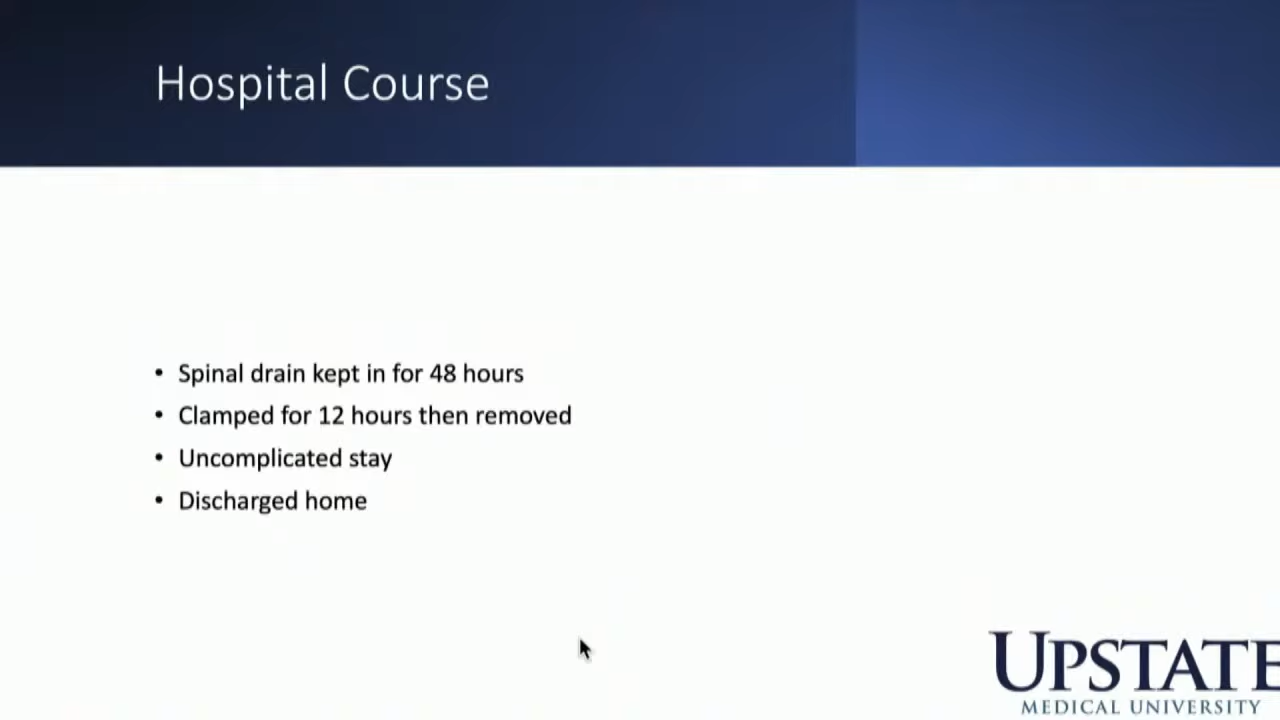 Hospital Course
• Spinal drain kept in for 48 hours
• Clamped for 12 hours then removed
• Uncomplicated stay
• Discharged home
UPSTATE
MEDICAL UNIVERSITY